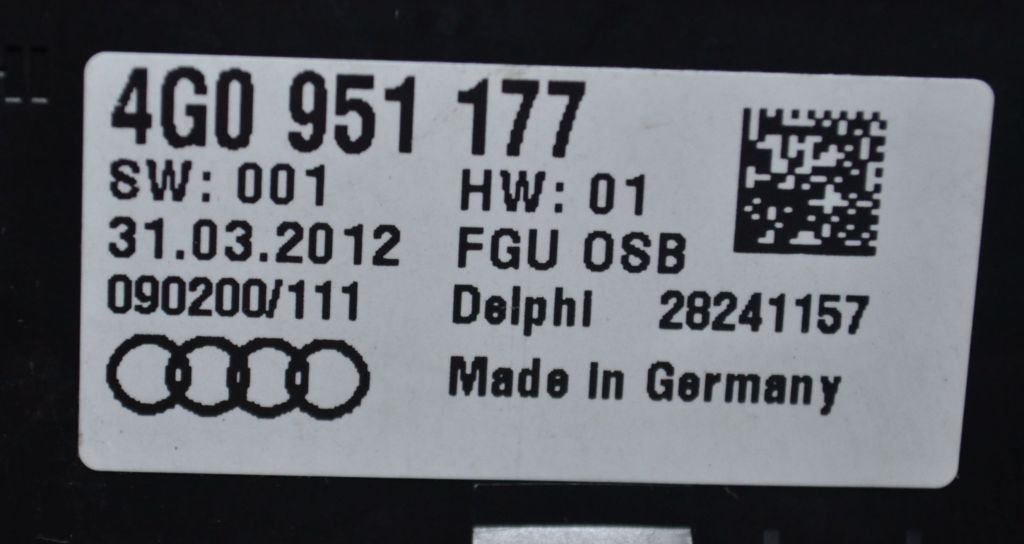 4G0 951 177
SW: 001 HW: 01
31.03.2012 FGU OSB
090200/111 Delphi 28241157
Made In Germany